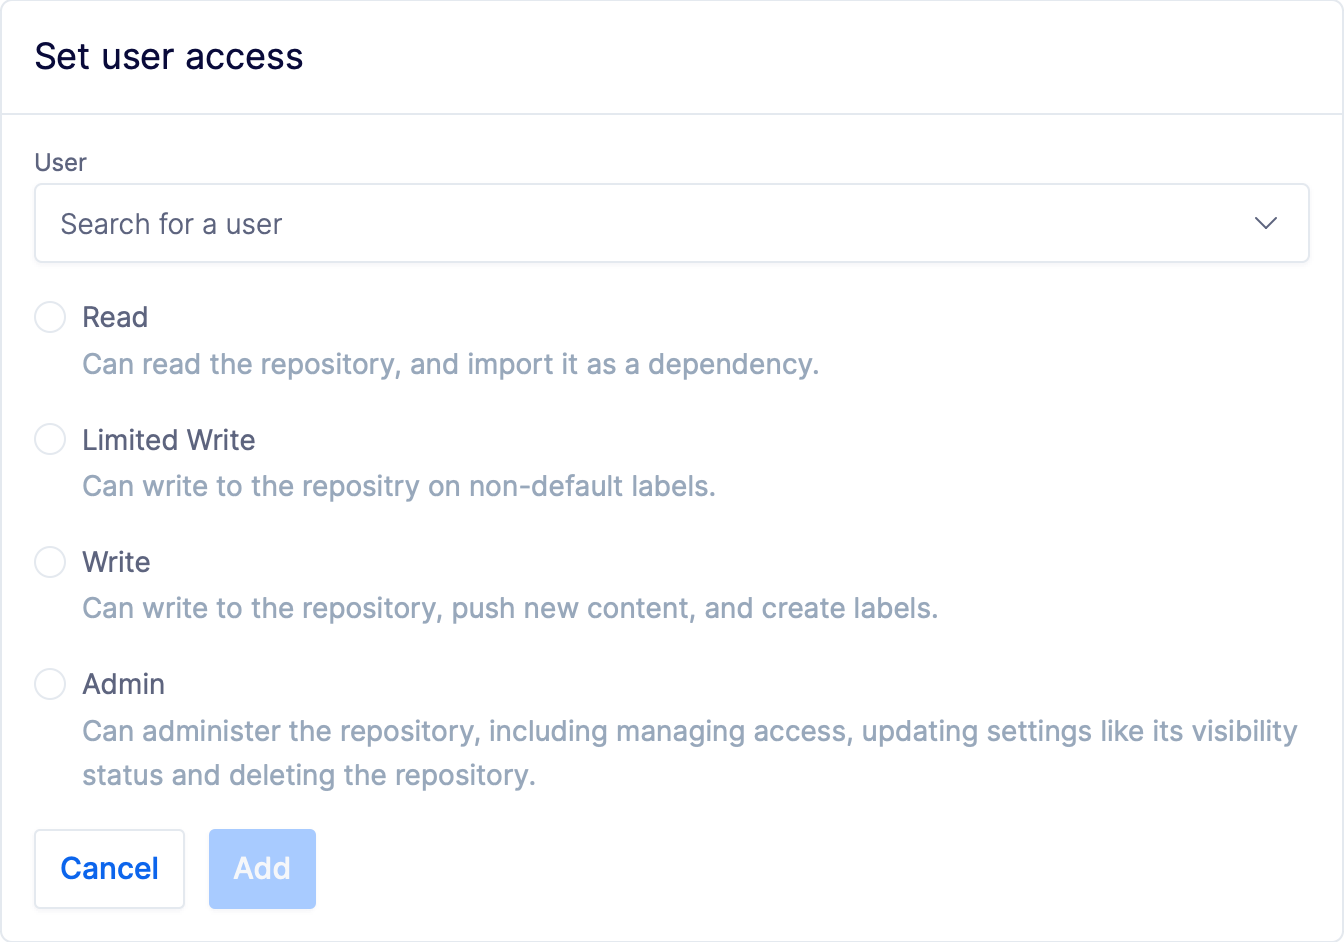 Set user access
User
Search for a user
Read
Can read the repository, and import it as a dependency.
Limited Write
Can write to the repositry on non-default labels.
Write
Can write to the repository, push new content, and create labels.
Admin
Can administer the repository, including managing access, updating settings like its visibility
status and deleting the repository.
Cancel
Add